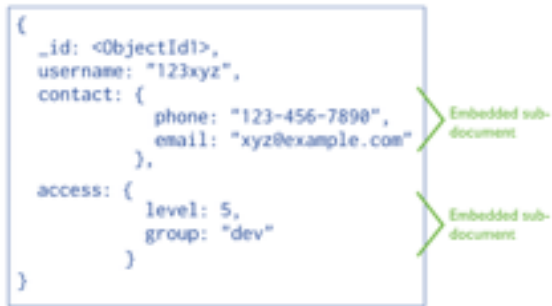 {
_id: <ObjectId1>,
username: "123xyz",
contact: {
phone: "123-456-7890",
email: "xyz@example.com"
},
access: {
level: 5,
group: "dev"
}
}
Embedded sub-
document
Embedded sub-
document